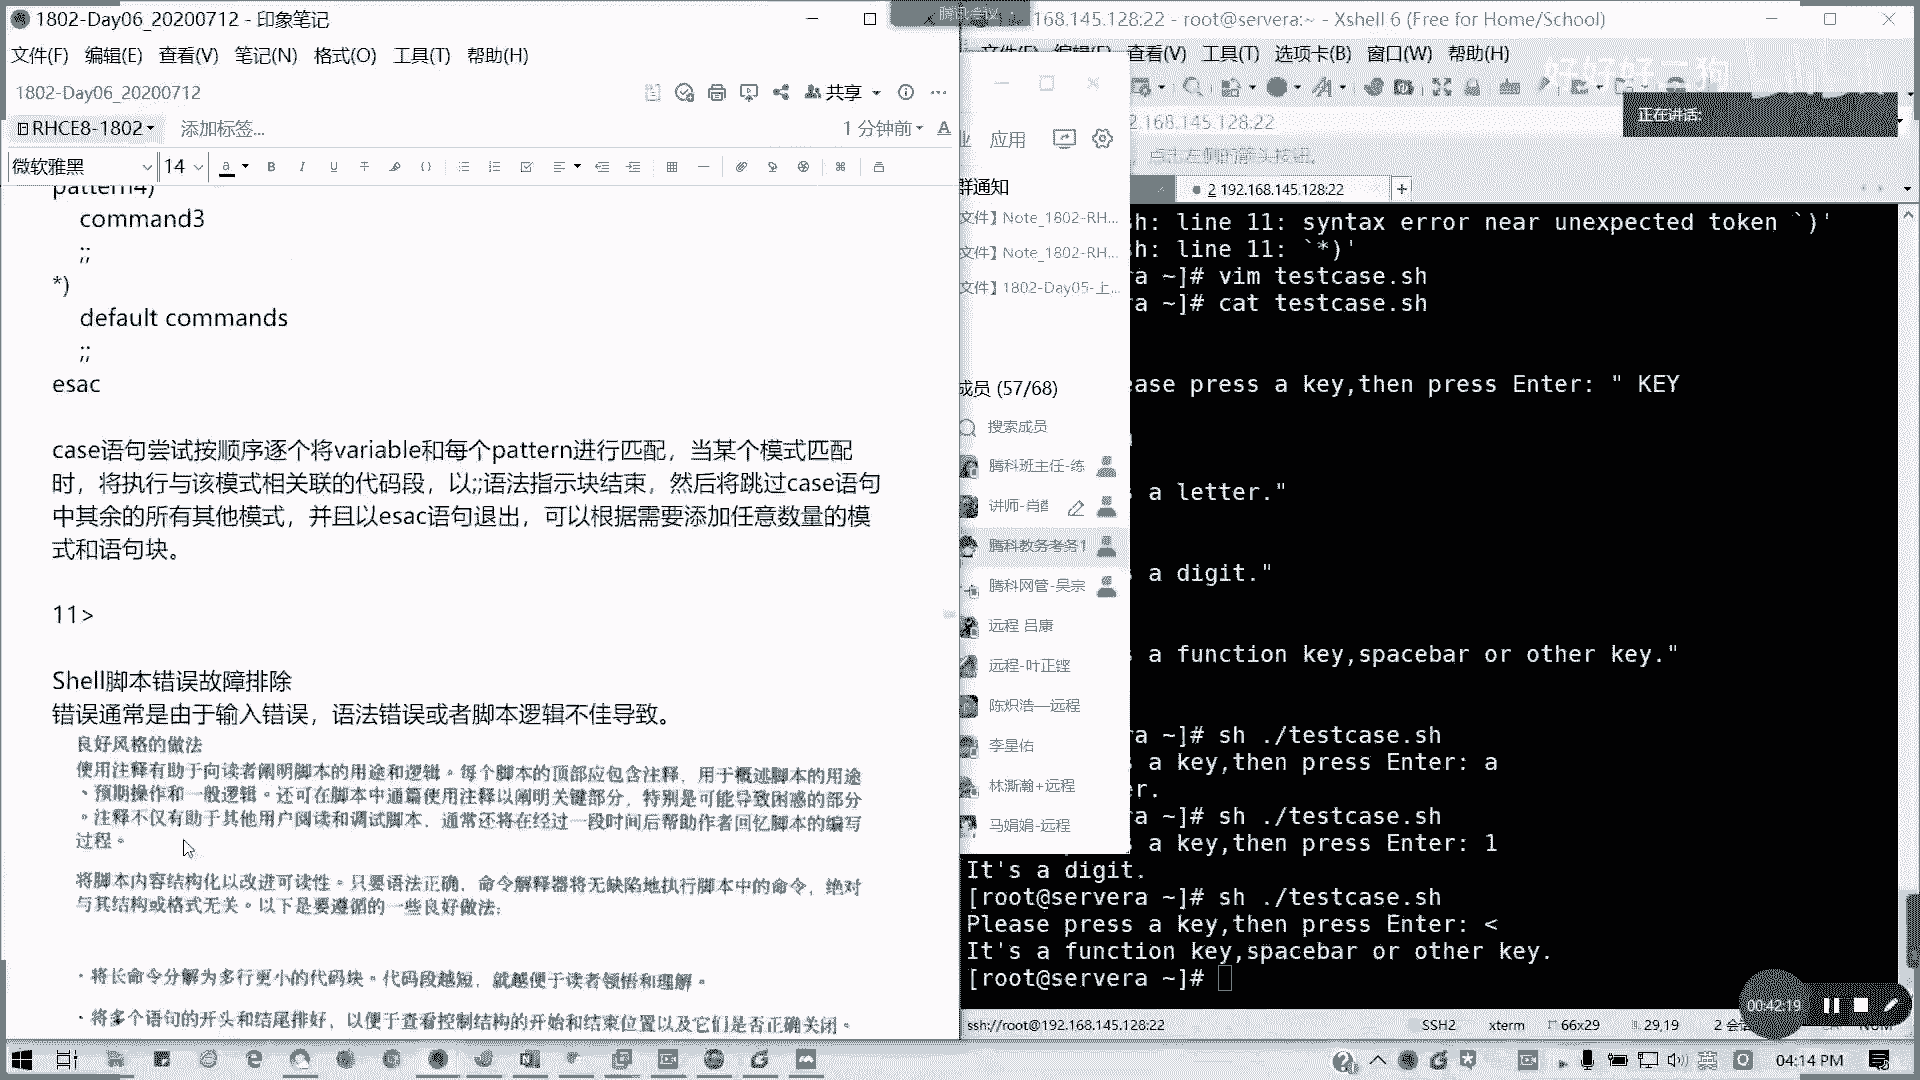 1802-Day06_20200712 - 印象笔记
文件(F) 编辑(E) 查看(V) 笔记(N) 格式(O) 工具(T) 帮助(H)
1802-Day06_20200712
共享
RHCE8-1802
添加标签...
1 分钟前
微软雅黑
14
pattern4)
command3
;;
*)
default commands
;;
esac
case语句尝试按顺序逐个将variable和每个pattern进行匹配，当某个模式匹配
时，将执行与该模式相关联的代码段，以;;语法指示块结束，然后将跳过case语句
中其余的所有其他模式，并且以esac语句退出，可以根据需要添加任意数量的模
式和语句块。
11>
Shell脚本错误故障排除
错误通常是由于输入错误，语法错误或者脚本逻辑不佳导致。
良好风格的做法
使用注释有助于向读者阐明脚本的用途和逻辑。每个脚本的顶部应包含注释，用于概述脚本的用途
、预期操作和一般逻辑。还可在脚本中通篇使用注释以阐明关键部分，特别是可能导致困惑的部分
。注释不仅有助于其他用户阅读和调试脚本，通常还将在经过一段时间后帮助作者回忆脚本的编写
过程。
将脚本内容结构化以改进可读性。只要语法正确，命令解释器将无缺陷地执行脚本中的命令，绝对
与其结构或格式无关。以下是要遵循的一些良好做法：
· 将长命令分解为多行更小的代码块。代码段越短，就越便于读者领悟和理解。
· 将多个语句的开头和结尾排好，以便于查看控制结构的开始和结束位置以及它们是否正确关闭。
腾讯会议
应用
群通知
文件】Note_1802-RH...
文件】Note_1802-RH...
文件】1802-Day05-上...
成员 (57/68)
搜索成员
腾科班主任-练
讲师-肖
腾科教务考务1
腾科网管-吴宗
远程 吕康
远程-叶正铿
陈炽浩—远程
李星佑
林渐瀚+远程
马娟娟-远程
168.145.128:22 - root@servera:~ - Xshell 6 (Free for Home/School)
文件(F) 编辑(E) 查看(V) 工具(T) 选项卡(B) 窗口(W) 帮助(H)
好好好二狗
正在讲话:
2.168.145.128:22
，点击左侧的箭头按钮。
2 192.168.145.128:22
sh: line 11: syntax error near unexpected token `)'
sh: line 11: `*)'
ra ~]# vim testcase.sh
ra ~]# cat testcase.sh
ease press a key,then press Enter: " KEY
s a letter."
s a digit."
s a function key,spacebar or other key."
ra ~]# sh ./testcase.sh
s a key,then press Enter: a
er.
ra ~]# sh ./testcase.sh
s a key,then press Enter: 1
It's a digit.
[root@servera ~]# sh ./testcase.sh
Please press a key,then press Enter: <
It's a function key,spacebar or other key.
[root@servera ~]#
00:42:19
ssh://root@192.168.145.128:22
SSH2
xterm
66x29
29,19
2 会
NUM
英
04:14 PM